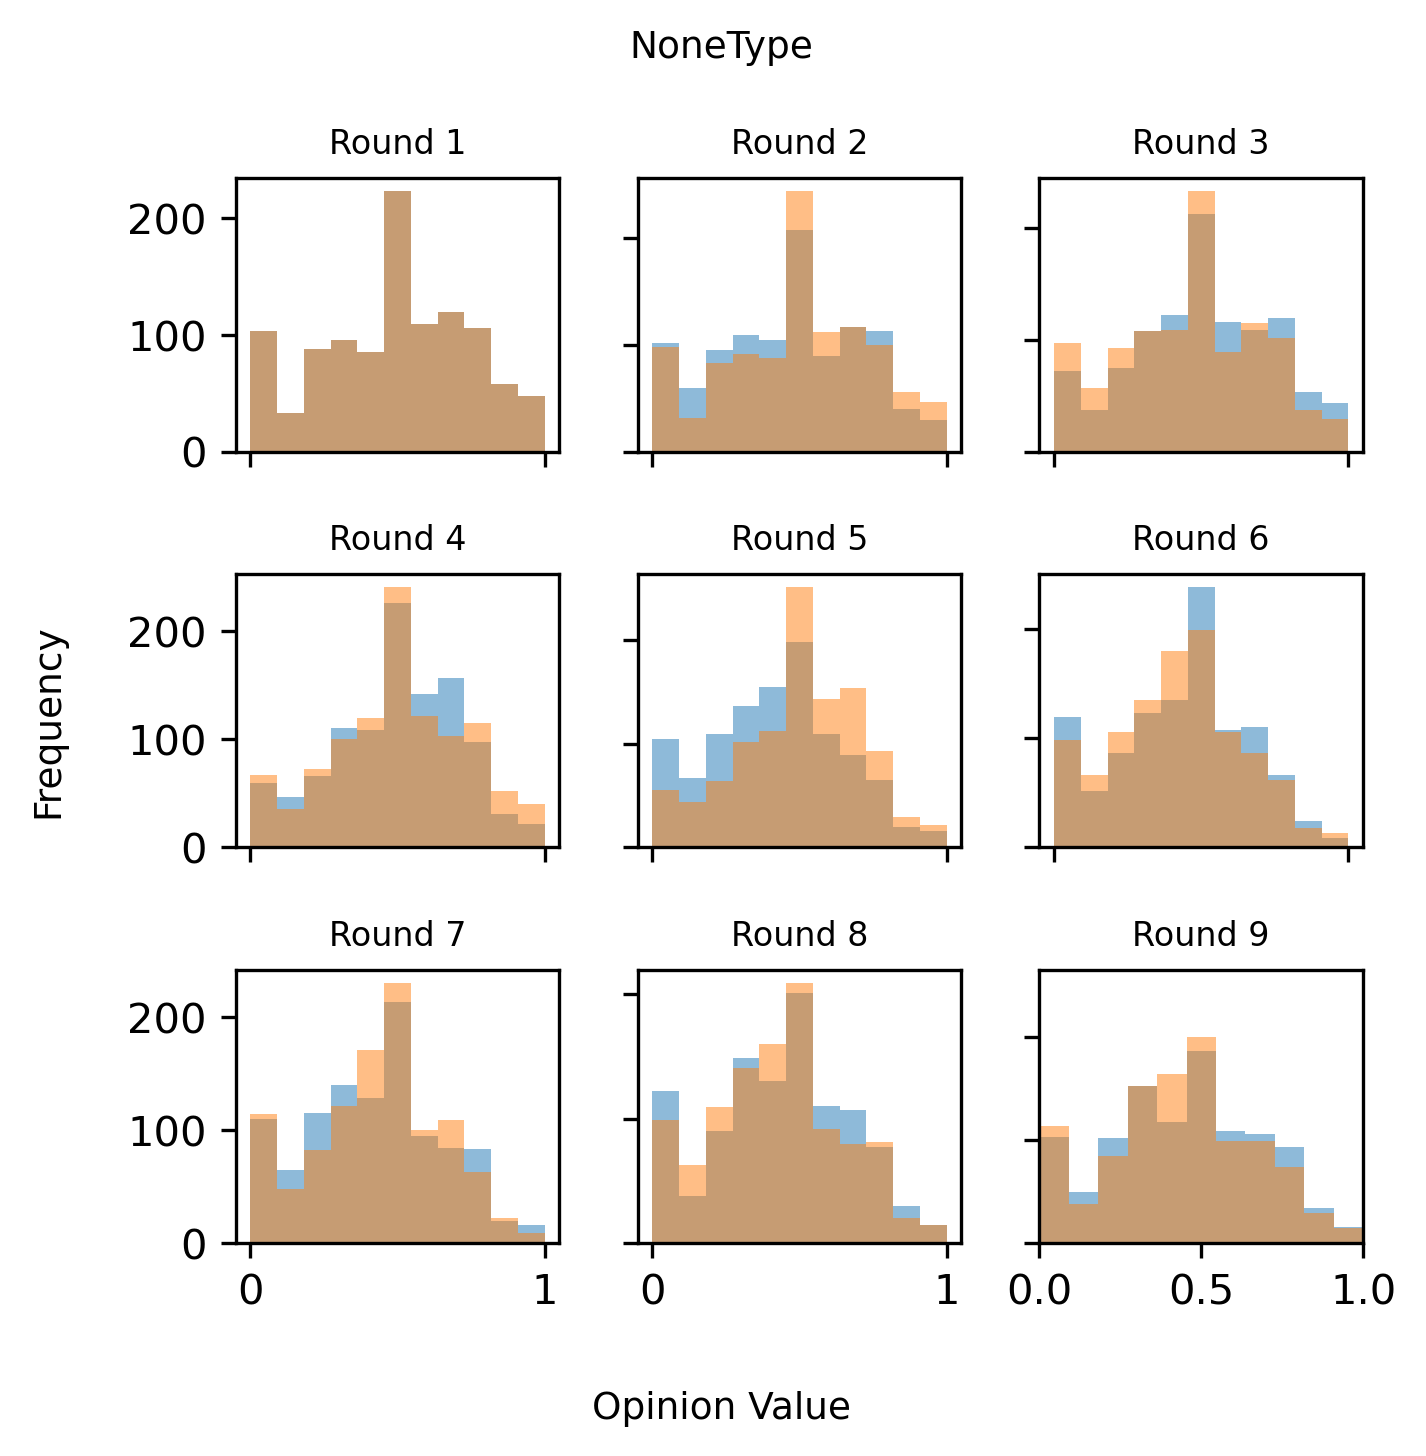 NoneType
Round 1
Round 2
Round 3
200
100
0
Round 4
Round 5
Round 6
200
100
0
Frequency
Round 7
Round 8
Round 9
200
100
0
0
1
0
1
0.0
0.5
1.0
Opinion Value